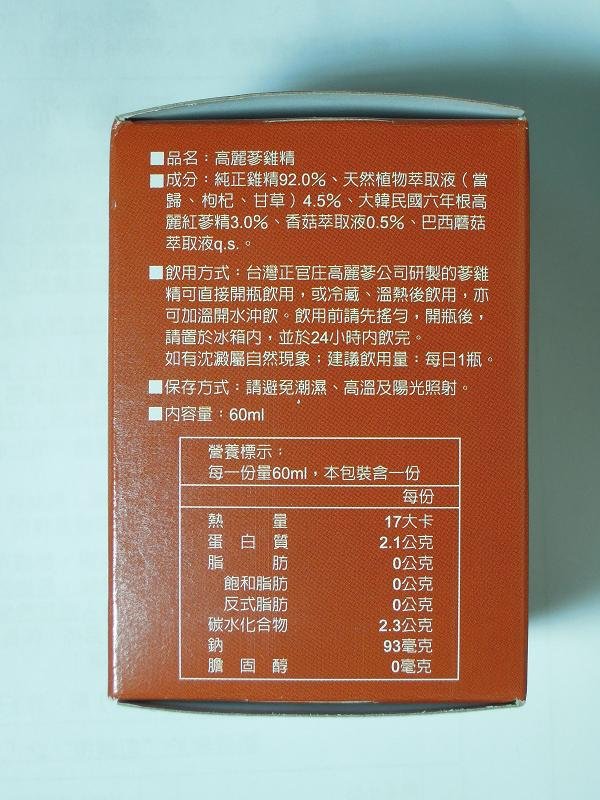 ■品名：高麗蔘雞精
■成分：純正雞精92.0%、天然植物萃取液（當
歸、枸杞、甘草）4.5%、大韓民國六年根高
麗紅蔘精3.0%、香菇萃取液0.5%、巴西蘑菇
萃取液q.s.。
■飲用方式：台灣正官庄高麗蔘公司研製的蔘雞
精可直接開瓶飲用，或冷藏、溫熱後飲用，亦
可加溫開水沖飲。飲用前請先搖勻，開瓶後，
請置於冰箱內，並於24小時內飲完。
如有沈澱屬自然現象；建議飲用量：每日1瓶。
■保存方式：請避免潮濕、高溫及陽光照射。
■內容量：60ml
營養標示：
每一份量60ml，本包裝含一份
每份
熱量 17大卡
蛋白質 2.1公克
脂肪 0公克
飽和脂肪 0公克
反式脂肪 0公克
碳水化合物 2.3公克
鈉 93毫克
膽固醇 0毫克